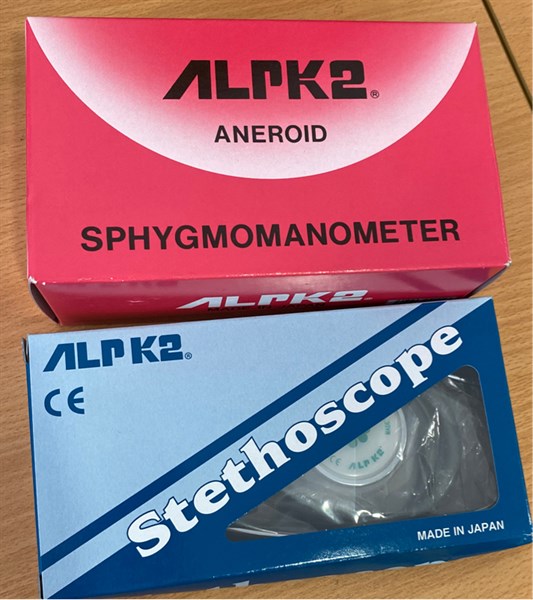 ALPK2®
ANEROID
SPHYGMOMANOMETER
ALPK2®
ALPK2®
CE
Stethoscope
ALPK2
MADE IN JAPAN